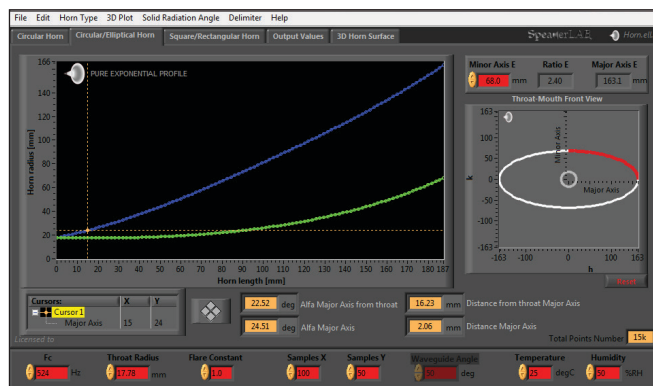 File Edit Horn Type 3D Plot Solid Radiation Angle Delimiter Help
Circular Horn Circular/Elliptical Horn Square/Rectangular Horn Output Values 3D Horn Surface
SpeakerLAB Horn.ell
PURE EXPONENTIAL PROFILE
Horn radius [mm]
166
140
120
100
80
60
40
20
0
0 10 20 30 40 50 60 70 80 90 100 110 120 130 140 150 160 170 187
Horn length [mm]
Minor Axis E Ratio E Major Axis E
68.0 mm 2.40 163.1 mm
Throat-Mouth Front View
163
100
50
0
-50
-100
-163
k
Minor Axis
Major Axis
-163 -100 -50 0 50 100 163
h
Reset
Cursors: X Y
Cursor 1
Major Axis 15 24
22.52 deg Alfa Major Axis from throat 16.23 mm Distance from throat Major Axis
24.51 deg Alfa Major Axis 2.06 mm Distance Major Axis
Licensed to
Total Points Number 15k
Fc Throat Radius Flare Constant Samples X Samples Y Waveguide Angle Temperature Humidity
524 Hz 17.78 mm 1.0 100 50 50 deg 25 degC 50 %RH